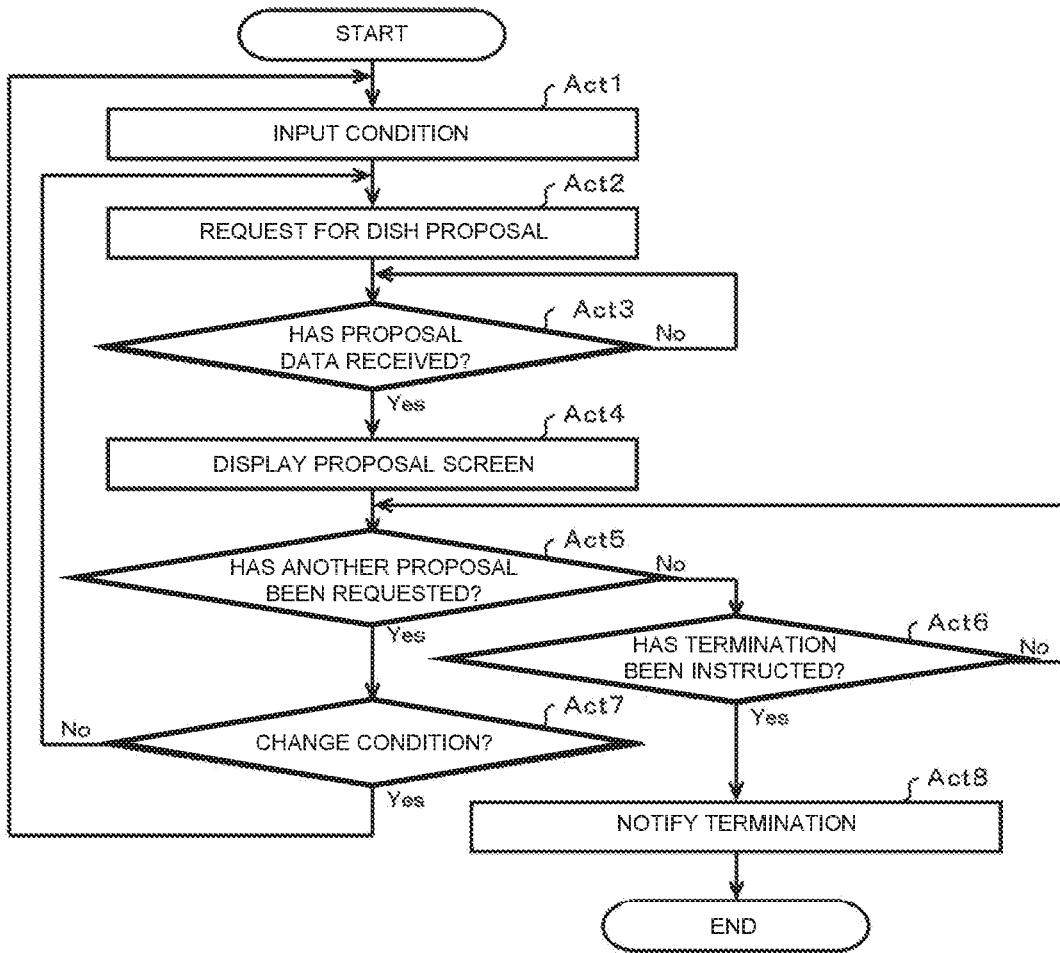 START
Act1
INPUT CONDITION
Act2
REQUEST FOR DISH PROPOSAL
Act3
HAS PROPOSAL
DATA RECEIVED?
No
Yes
Act4
DISPLAY PROPOSAL SCREEN
Act5
HAS ANOTHER PROPOSAL
BEEN REQUESTED?
No
Yes
Act6
HAS TERMINATION
BEEN INSTRUCTED?
No
Yes
Act7
CHANGE CONDITION?
No
Yes
Act8
NOTIFY TERMINATION
END